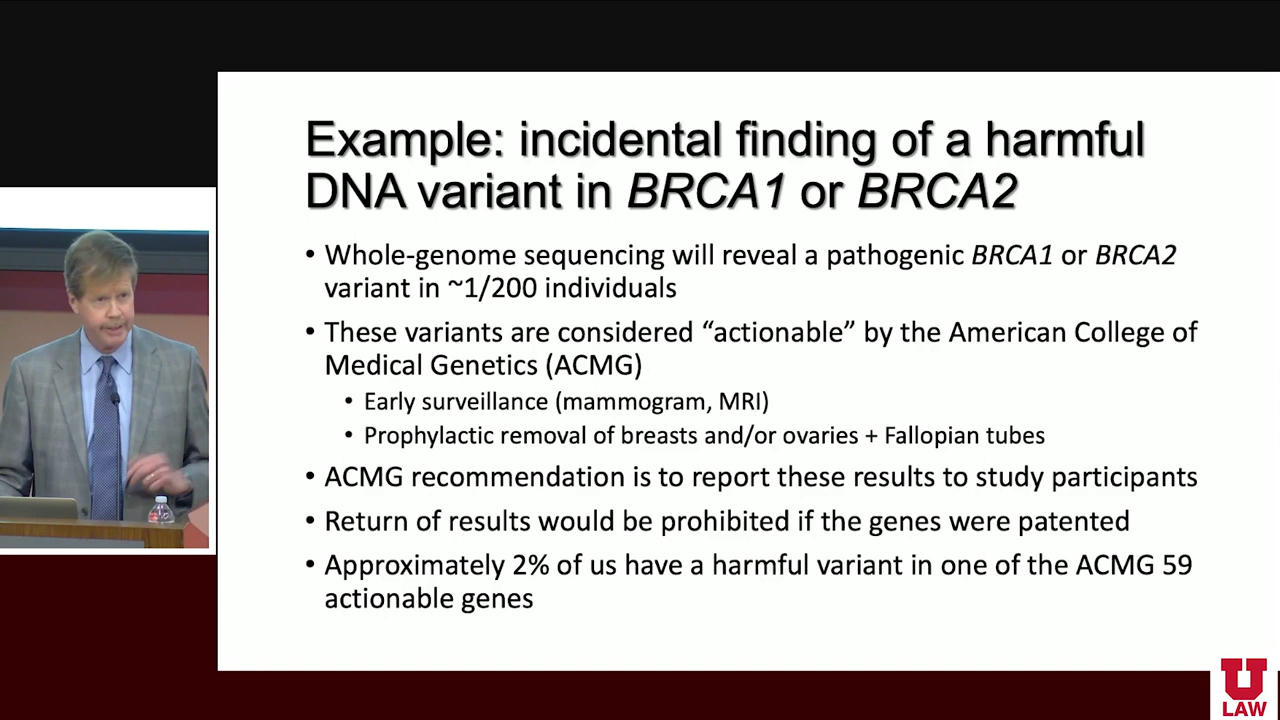 Example: incidental finding of a harmful
DNA variant in BRCA1 or BRCA2
• Whole-genome sequencing will reveal a pathogenic BRCA1 or BRCA2
variant in ~1/200 individuals
• These variants are considered “actionable” by the American College of
Medical Genetics (ACMG)
• Early surveillance (mammogram, MRI)
• Prophylactic removal of breasts and/or ovaries + Fallopian tubes
• ACMG recommendation is to report these results to study participants
• Return of results would be prohibited if the genes were patented
• Approximately 2% of us have a harmful variant in one of the ACMG 59
actionable genes
U
LAW